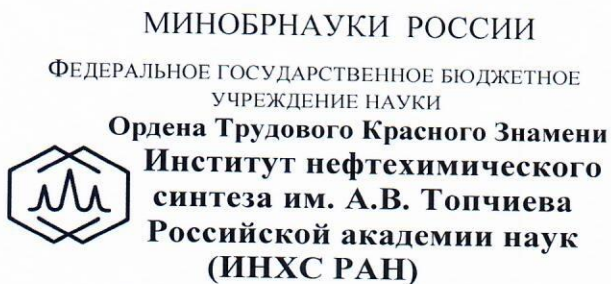 МИНОБРНАУКИ РОССИИ
ФЕДЕРАЛЬНОЕ ГОСУДАРСТВЕННОЕ БЮДЖЕТНОЕ
УЧРЕЖДЕНИЕ НАУКИ
Ордена Трудового Красного Знамени
Институт нефтехимического
синтеза им. А.В. Топчиева
Российской академии наук
(ИНХС РАН)